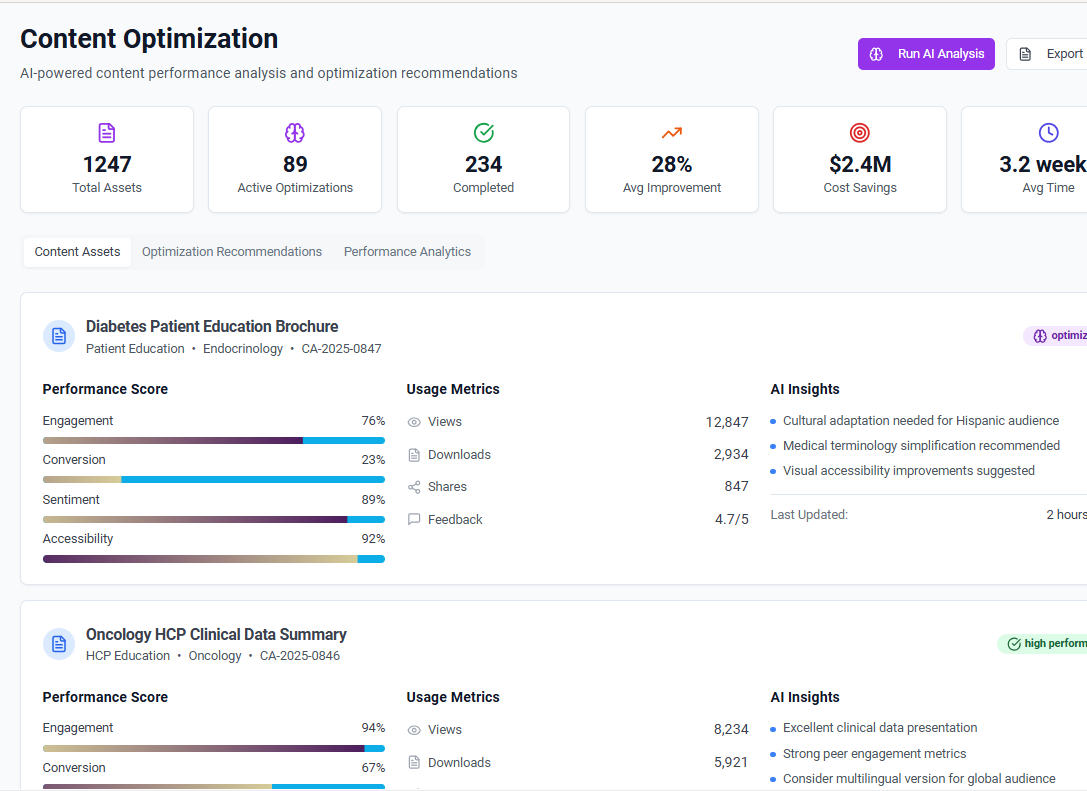 Content Optimization
AI-powered content performance analysis and optimization recommendations
Run AI Analysis
Export
1247
Total Assets
89
Active Optimizations
234
Completed
28%
Avg Improvement
$2.4M
Cost Savings
3.2 week
Avg Time
Content Assets
Optimization Recommendations
Performance Analytics
Diabetes Patient Education Brochure
Patient Education • Endocrinology • CA-2025-0847
optimiz
Performance Score
Engagement 76%
Conversion 23%
Sentiment 89%
Accessibility 92%
Usage Metrics
Views 12,847
Downloads 2,934
Shares 847
Feedback 4.7/5
AI Insights
Cultural adaptation needed for Hispanic audience
Medical terminology simplification recommended
Visual accessibility improvements suggested
Last Updated: 2 hours
Oncology HCP Clinical Data Summary
HCP Education • Oncology • CA-2025-0846
high perform
Performance Score
Engagement 94%
Conversion 67%
Usage Metrics
Views 8,234
Downloads 5,921
AI Insights
Excellent clinical data presentation
Strong peer engagement metrics
Consider multilingual version for global audience